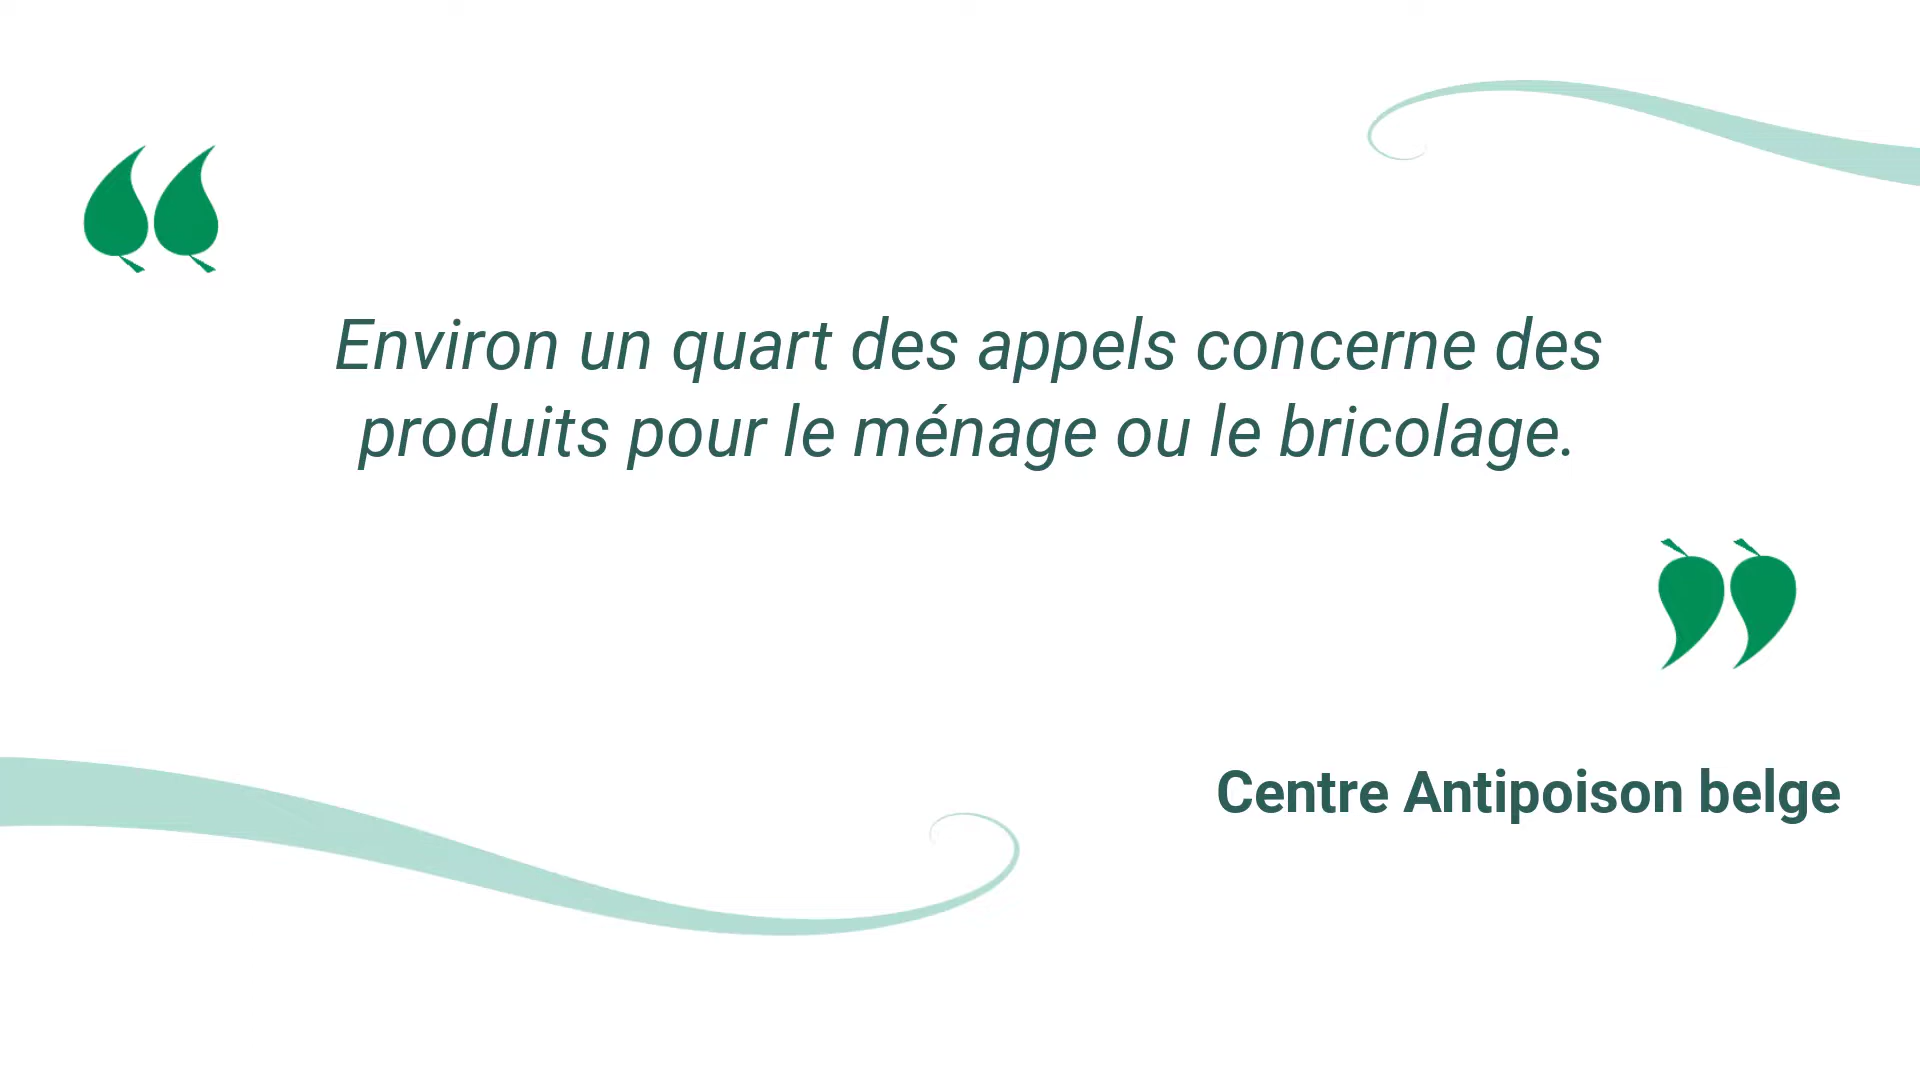 Environ un quart des appels concerne des
produits pour le ménage ou le bricolage.
Centre Antipoison belge